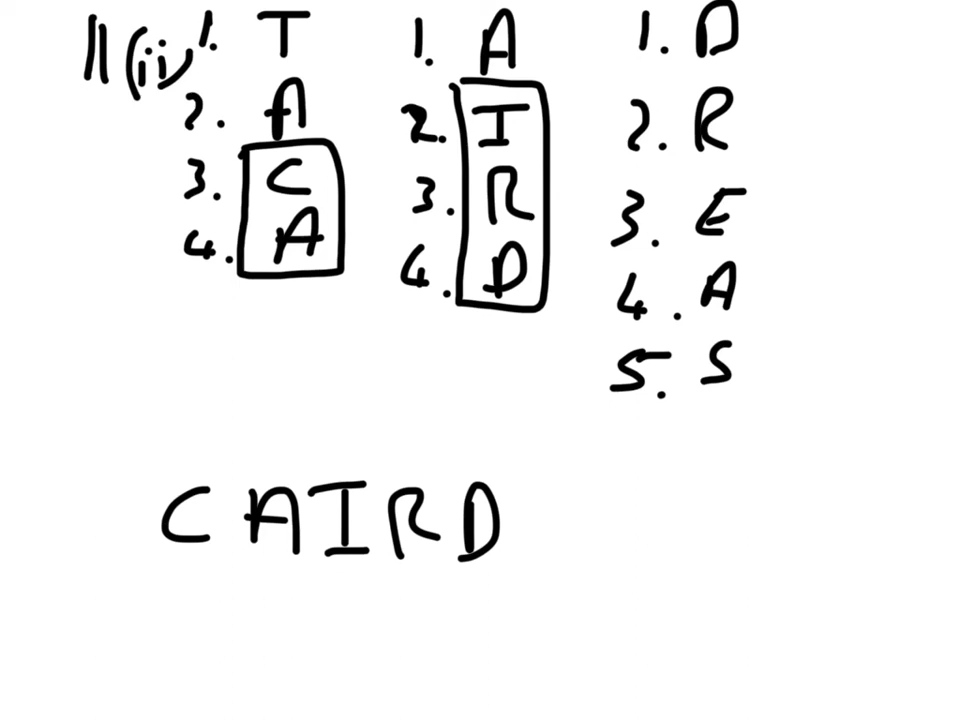 11(ii) 1. T 1. A 1. D
2. A 2. I 2. R
3. C 3. R 3. E
4. A 4. D 4. A
5. S
CAIRD